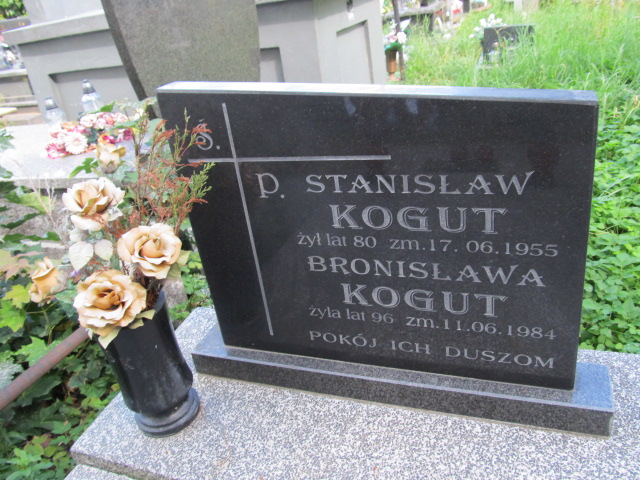 Ś.
P. STANISŁAW
KOGUT
żył lat 80 zm. 17. 06. 1955
BRONISŁAWA
KOGUT
żyła lat 96 zm. 11. 06. 1984
POKÓJ ICH DUSZOM